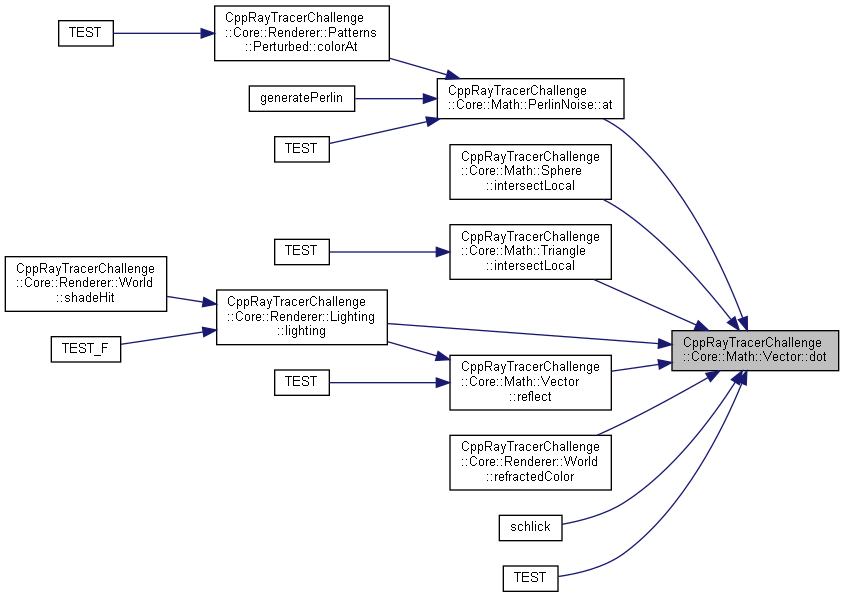 CppRayTracerChallenge
::Core::Renderer::Patterns
::Perturbed::colorAt
TEST
CppRayTracerChallenge
::Core::Math::PerlinNoise::at
generatePerlin
TEST
CppRayTracerChallenge
::Core::Math::Sphere
::intersectLocal
CppRayTracerChallenge
::Core::Math::Triangle
::intersectLocal
TEST
CppRayTracerChallenge
::Core::Renderer::World
::shadeHit
CppRayTracerChallenge
::Core::Renderer::Lighting
::lighting
TEST_F
CppRayTracerChallenge
::Core::Math::Vector::dot
CppRayTracerChallenge
::Core::Math::Vector
::reflect
TEST
CppRayTracerChallenge
::Core::Renderer::World
::refractedColor
schlick
TEST